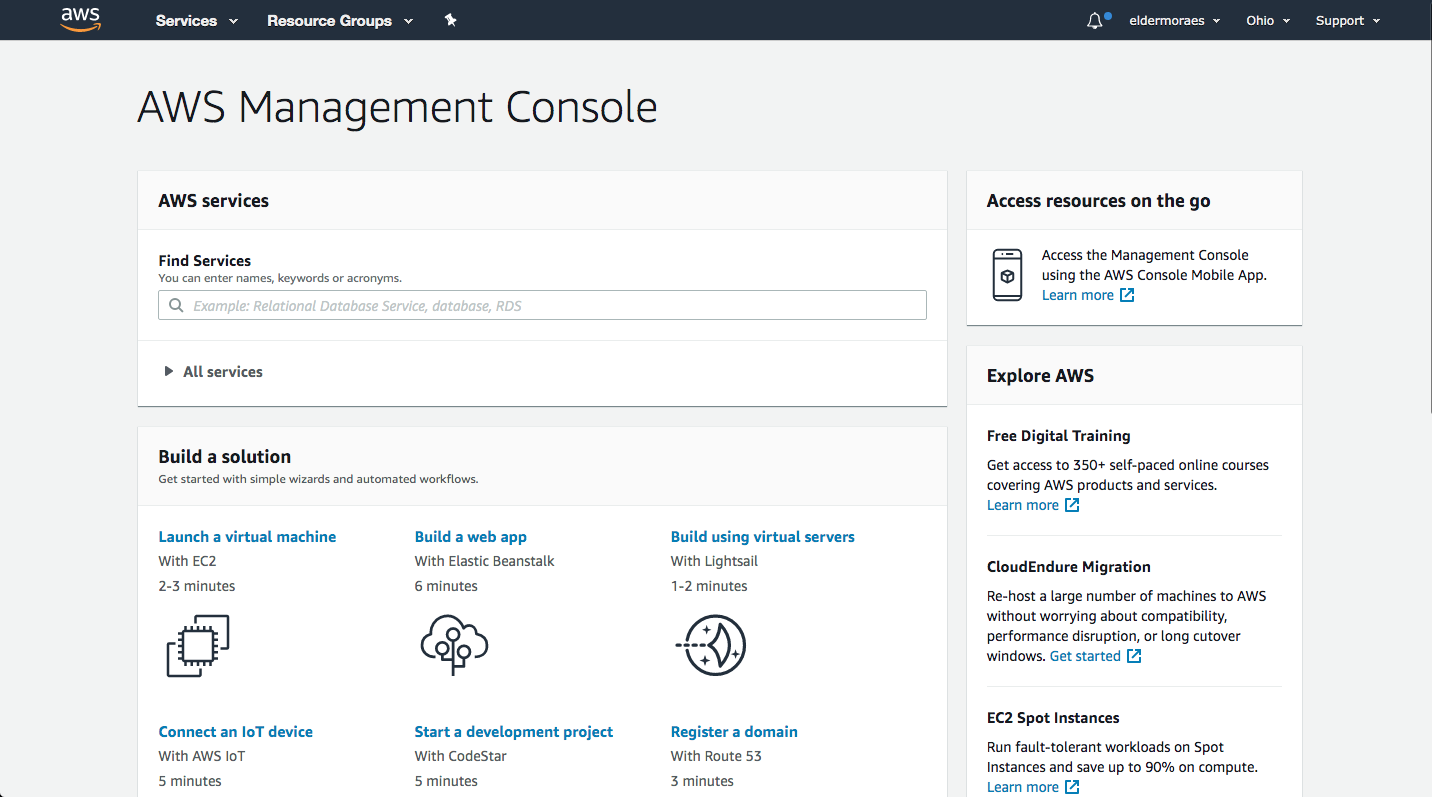 aws Services Resource Groups eldermoraes Ohio Support
AWS Management Console
AWS services
Find Services
You can enter names, keywords or acronyms.
Example: Relational Database Service, database, RDS
All services
Build a solution
Get started with simple wizards and automated workflows.
Launch a virtual machine
With EC2
2-3 minutes
Build a web app
With Elastic Beanstalk
6 minutes
Build using virtual servers
With Lightsail
1-2 minutes
Connect an IoT device
With AWS IoT
5 minutes
Start a development project
With CodeStar
5 minutes
Register a domain
With Route 53
3 minutes
Access resources on the go
Access the Management Console
using the AWS Console Mobile App.
Learn more
Explore AWS
Free Digital Training
Get access to 350+ self-paced online courses
covering AWS products and services.
Learn more
CloudEndure Migration
Re-host a large number of machines to AWS
without worrying about compatibility,
performance disruption, or long cutover
windows. Get started
EC2 Spot Instances
Run fault-tolerant workloads on Spot
Instances and save up to 90% on compute.
Learn more